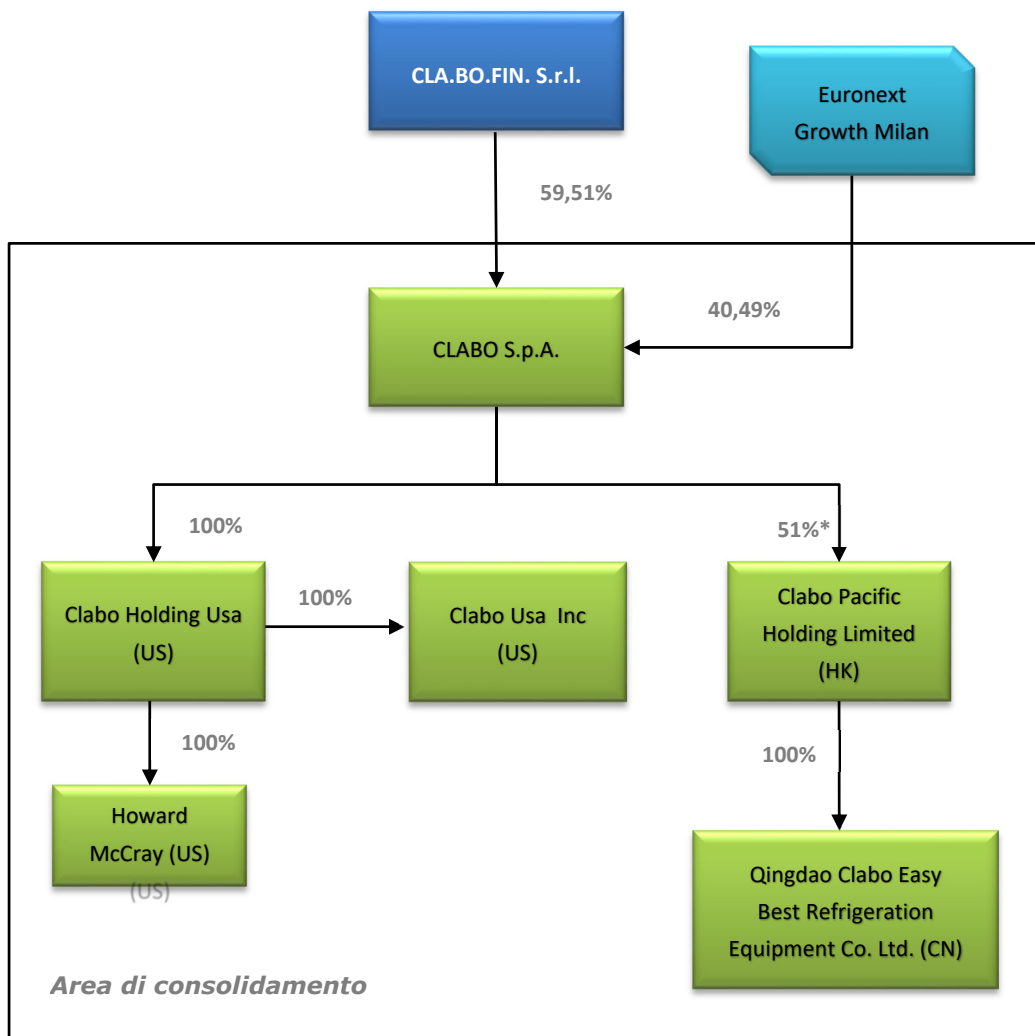 CLA.BO.FIN. S.r.l.
Euronext
Growth Milan
59,51%
40,49%
CLABO S.p.A.
100%
51%*
Clabo Holding Usa
(US)
100%
Clabo Usa Inc
(US)
Clabo Pacific
Holding Limited
(HK)
100%
100%
Howard
McCray (US)
(US)
Qingdao Clabo Easy
Best Refrigeration
Equipment Co. Ltd. (CN)
Area di consolidamento